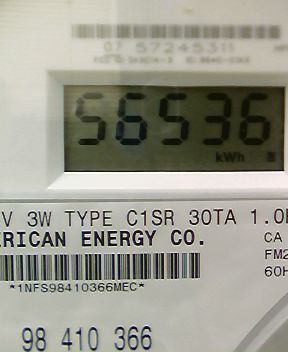 07 57245311
56536
kWh
V 3W TYPE C1SR 30TA 1.0
ERICAN ENERGY CO.
CA
FM2
60H
*1NFS98410366MEC*
98 410 366